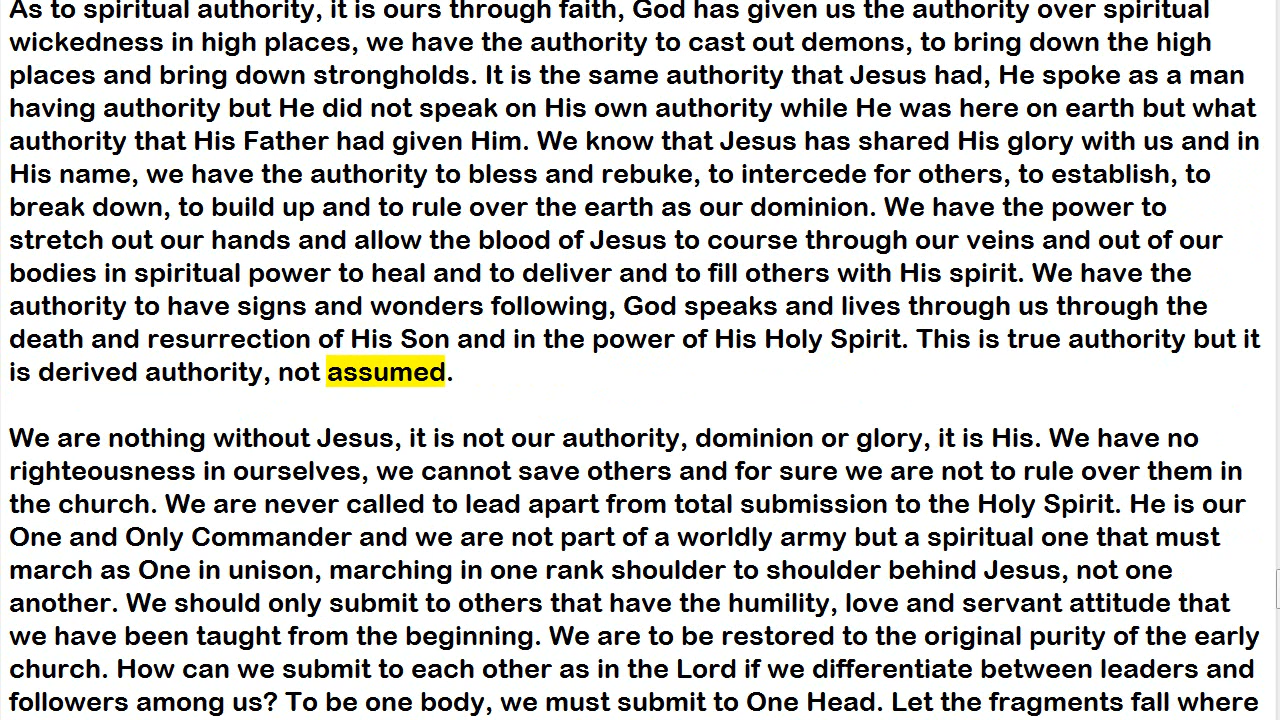 As to spiritual authority, it is ours through faith, God has given us the authority over spiritual
wickedness in high places, we have the authority to cast out demons, to bring down the high
places and bring down strongholds. It is the same authority that Jesus had, He spoke as a man
having authority but He did not speak on His own authority while He was here on earth but what
authority that His Father had given Him. We know that Jesus has shared His glory with us and in
His name, we have the authority to bless and rebuke, to intercede for others, to establish, to
break down, to build up and to rule over the earth as our dominion. We have the power to
stretch out our hands and allow the blood of Jesus to course through our veins and out of our
bodies in spiritual power to heal and to deliver and to fill others with His spirit. We have the
authority to have signs and wonders following, God speaks and lives through us through the
death and resurrection of His Son and in the power of His Holy Spirit. This is true authority but it
is derived authority, not assumed.
We are nothing without Jesus, it is not our authority, dominion or glory, it is His. We have no
righteousness in ourselves, we cannot save others and for sure we are not to rule over them in
the church. We are never called to lead apart from total submission to the Holy Spirit. He is our
One and Only Commander and we are not part of a worldly army but a spiritual one that must
march as One in unison, marching in one rank shoulder to shoulder behind Jesus, not one
another. We should only submit to others that have the humility, love and servant attitude that
we have been taught from the beginning. We are to be restored to the original purity of the early
church. How can we submit to each other as in the Lord if we differentiate between leaders and
followers among us? To be one body, we must submit to One Head. Let the fragments fall where